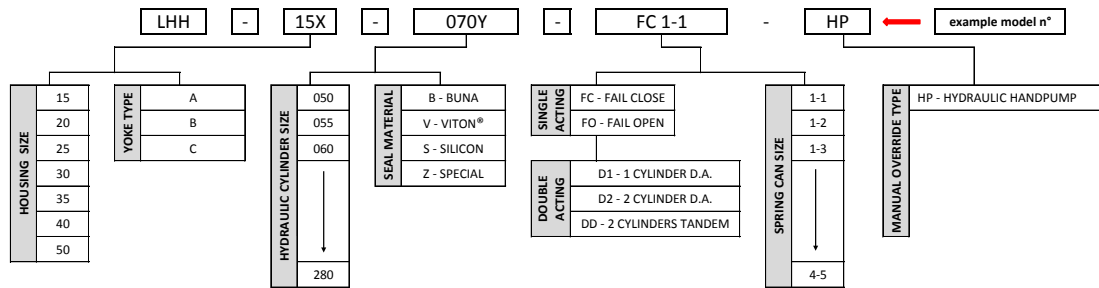 LHH - 15X - 070Y - FC 1-1 - HP example model n°
HOUSING SIZE
15
20
25
30
35
40
50
YOKE TYPE
A
B
C
HYDRAULIC CYLINDER SIZE
050
055
060
280
SEAL MATERIAL
B - BUNA
V - VITON®
S - SILICON
Z - SPECIAL
SINGLE
ACTING
FC - FAIL CLOSE
FO - FAIL OPEN
DOUBLE
ACTING
D1 - 1 CYLINDER D.A.
D2 - 2 CYLINDER D.A.
DD - 2 CYLINDERS TANDEM
SPRING CAN SIZE
1-1
1-2
1-3
4-5
MANUAL OVERRIDE TYPE
HP - HYDRAULIC HANDPUMP